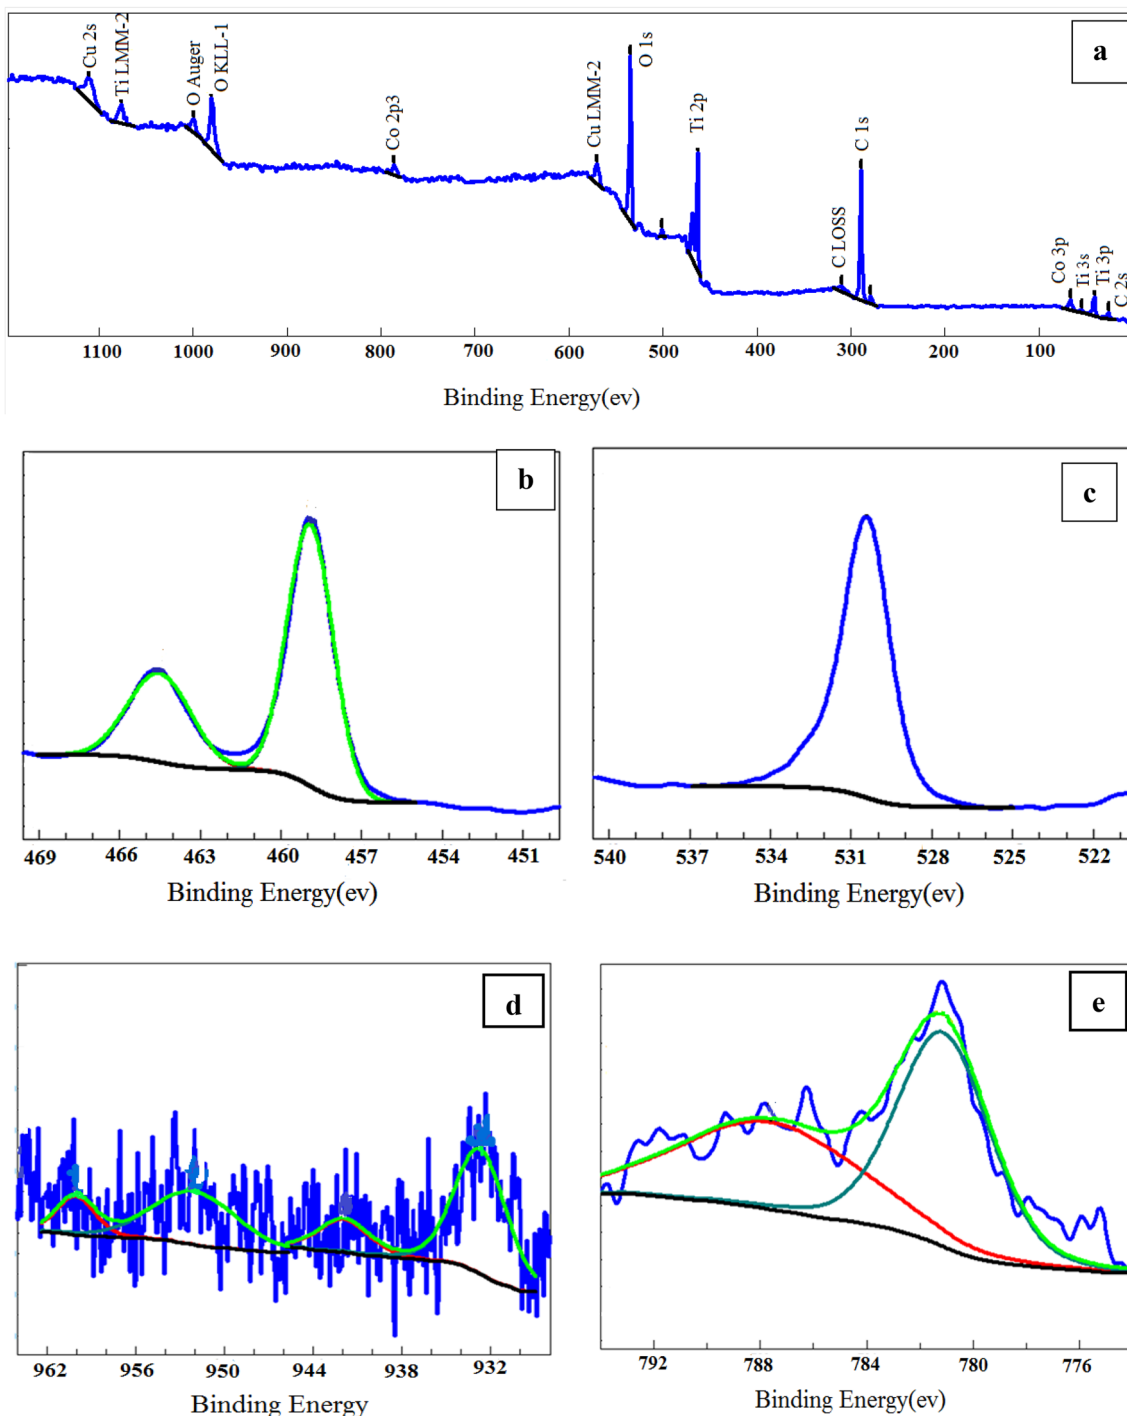 a
Cu 2s
Ti LMM-2
O Auger
O KLL-1
Co 2p3
Cu LMM-2
O 1s
Ti 2p
C LOSS
C 1s
Co 3p
Ti 3s
Ti 3p
C 2s
1100 1000 900 800 700 600 500 400 300 200 100
Binding Energy(ev)
b
469 466 463 460 457 454 451
Binding Energy(ev)
c
540 537 534 531 528 525 522
Binding Energy(ev)
d
962 956 950 944 938 932
Binding Energy
e
792 788 784 780 776
Binding Energy(ev)